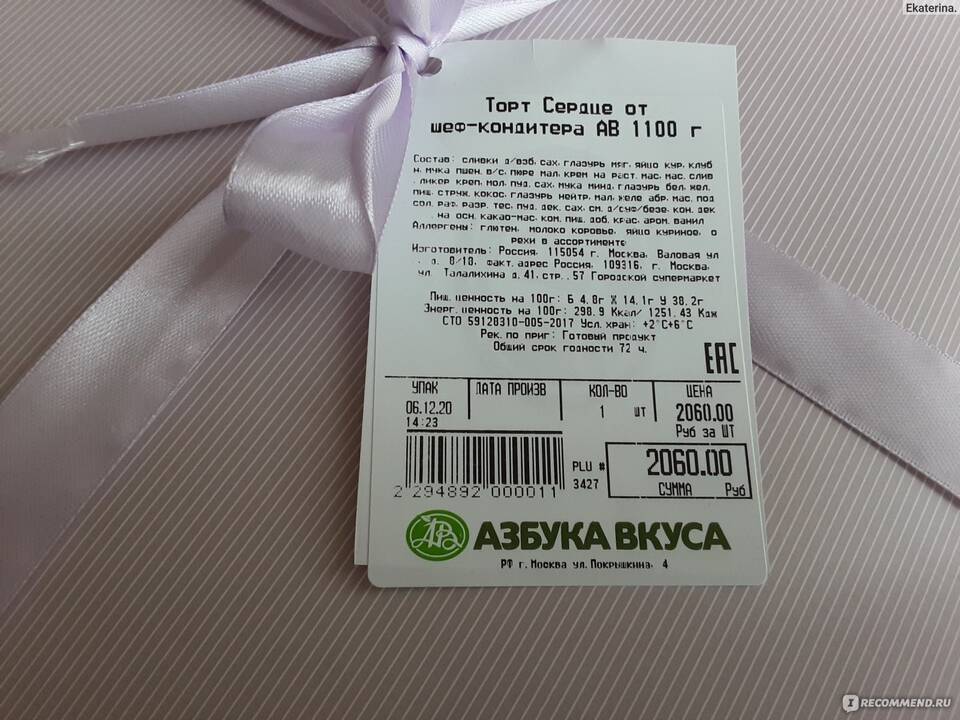 Ekaterina.
Торт Сердце от
шеф-кондитера АВ 1100 г
Состав: сливки д/взб, сах, глазурь мяг, яйцо кур, клуб
н, мука пшен. в/с, пюре мал, крем на раст. мас, мас. слив
. ликер креп, мол, пуд. сах, мука минд, глазурь бел, жел.
пищ, струж. кокос, глазурь нейтр, мал, желе абр, мас. под
сол. раф, разр. тес, пуд. дек. сах, см. д/суф/безе, кон. дек
. на осн. какао-мас, ком. пищ. доб, крас, аром. ванил
Аллергены: глютен, молоко коровье, яйцо куриное, о
рехи в ассортименте
Изготовитель: Россия, 115054 г. Москва, Валовая ул
., д. 8/18, факт. адрес Россия, 109316, г. Москва,
ул. Талалихина д. 41, стр. 57 Городской супермаркет
Пищ. ценность на 100г: Б 4.8г Ж 14.1г У 38.2г
Энерг. ценность на 100г: 298.9 Ккал/ 1251.43 Кдж
СТО 59128310-005-2017 Усл. хран: +2°С+6°С
Рек. по приг: Готовый продукт
Общий срок годности 72 ч.
ЕАС
УПАК ДАТА ПРОИЗВ КОЛ-ВО ЦЕНА
06.12.20 1 шт 2060.00
14:23 Руб за ШТ
PLU # 2060.00
3427 СУММА Руб
2 294892 000011
АЗБУКА ВКУСА
РФ г. Москва ул. Покрышкина, 4
IRECOMMEND.RU